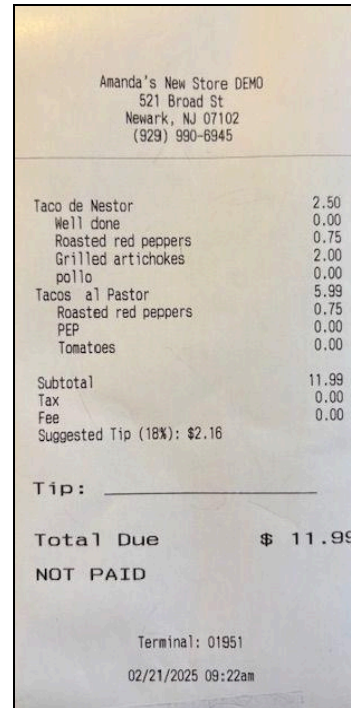 Amanda's New Store DEMO
521 Broad St
Newark, NJ 07102
(929) 990-6945
Taco de Nestor 2.50
Well done 0.00
Roasted red peppers 0.75
Grilled artichokes 2.00
pollo 0.00
Tacos al Pastor 5.99
Roasted red peppers 0.75
PEP 0.00
Tomatoes 0.00
Subtotal 11.99
Tax 0.00
Fee 0.00
Suggested Tip (18%): $2.16
Tip:
Total Due $ 11.99
NOT PAID
Terminal: 01951
02/21/2025 09:22am